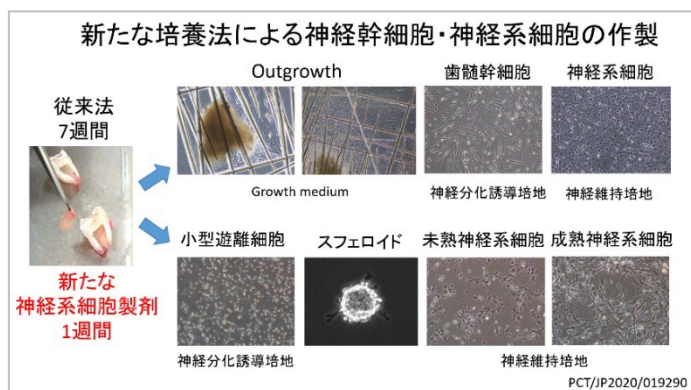 新たな培養法による神経幹細胞・神経系細胞の作製
従来法
7週間
Outgrowth
歯髄幹細胞
神経系細胞
Growth medium
神経分化誘導培地
神経維持培地
新たな
神経系細胞製剤
1週間
小型遊離細胞
スフェロイド
未熟神経系細胞
成熟神経系細胞
神経分化誘導培地
神経維持培地
PCT/JP2020/019290